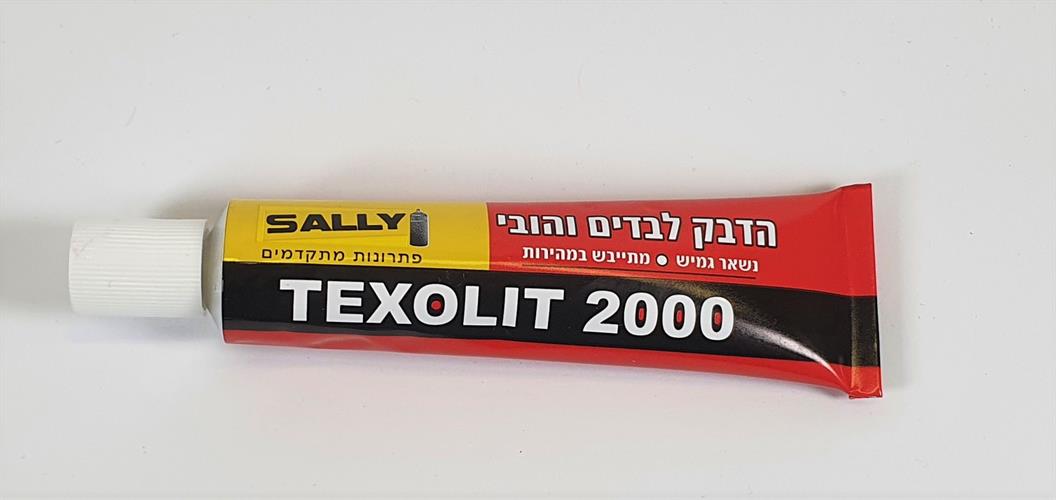 SALLY
פתרונות מתקדמים
הדבק לבדים והובי
נשאר גמיש • מתייבש במהירות
TEXOLIT 2000